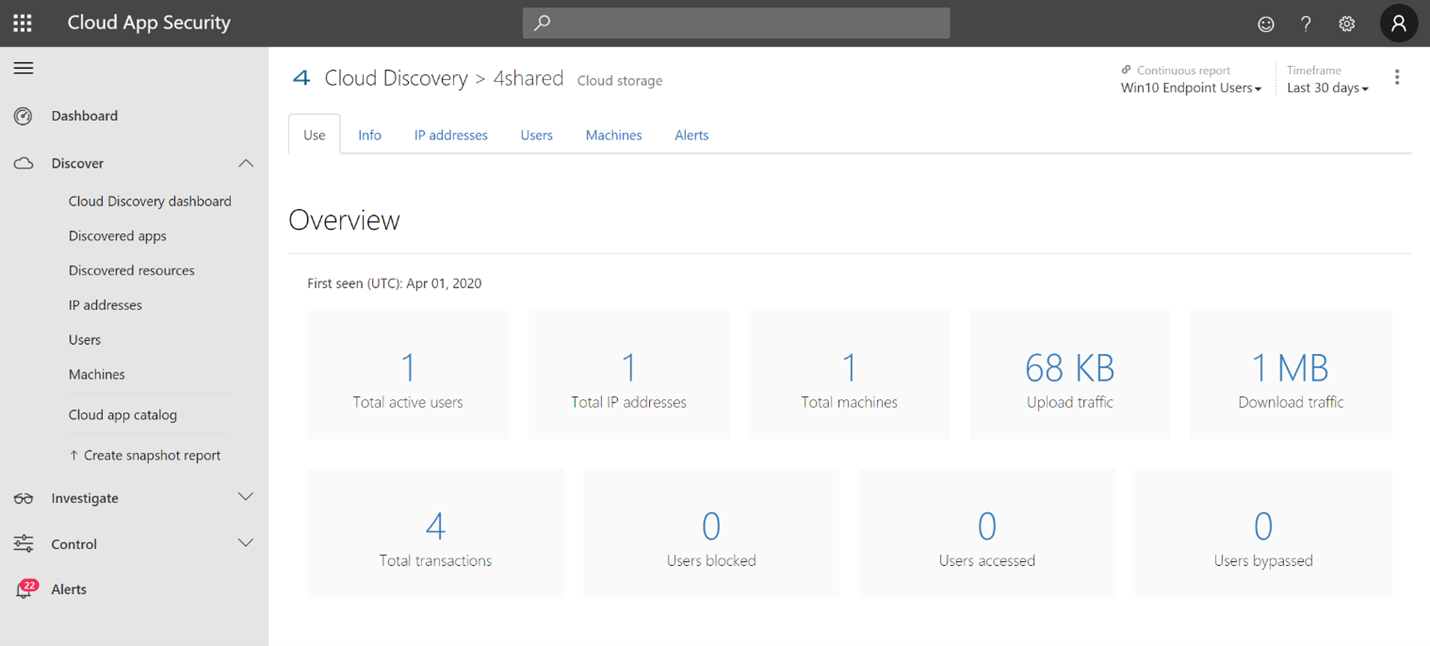 Cloud App Security
Dashboard
Discover
Cloud Discovery dashboard
Discovered apps
Discovered resources
IP addresses
Users
Machines
Cloud app catalog
↑ Create snapshot report
Investigate
Control
22
Alerts
4 Cloud Discovery > 4shared Cloud storage
Continuous report
Win10 Endpoint Users
Timeframe
Last 30 days
Use Info IP addresses Users Machines Alerts
Overview
First seen (UTC): Apr 01, 2020
1
Total active users
1
Total IP addresses
1
Total machines
68 KB
Upload traffic
1 MB
Download traffic
4
Total transactions
0
Users blocked
0
Users accessed
0
Users bypassed